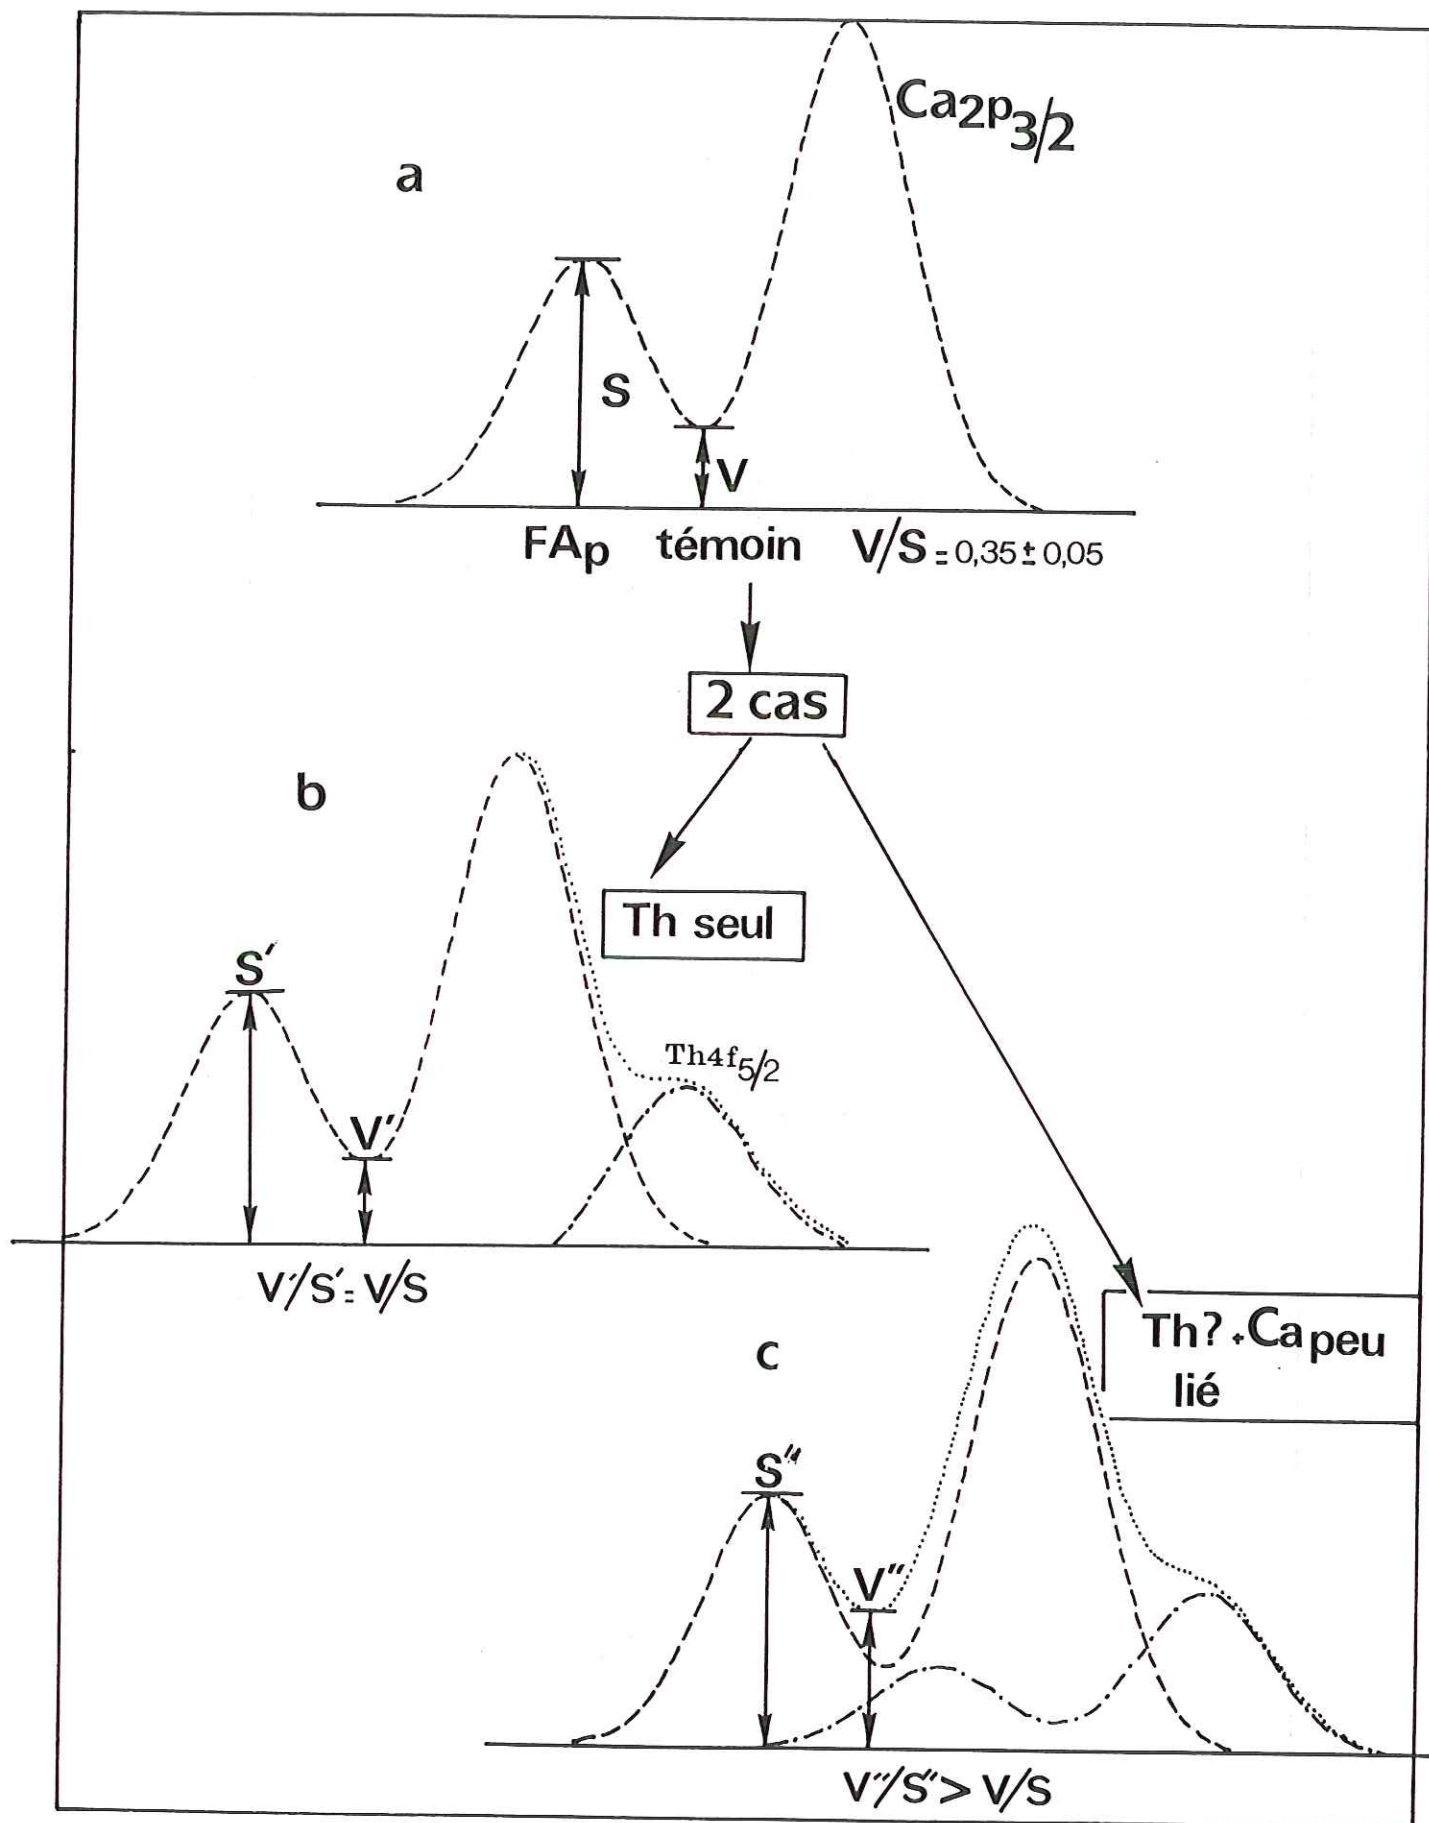 a
Ca2p3/2
S
V
FAp témoin V/S = 0,35 ± 0,05
2 cas
b
Th seul
S'
Th4f5/2
V'
V'/S' = V/S
c
Th? + Ca peu
lié
S"
V"
V"/S" > V/S